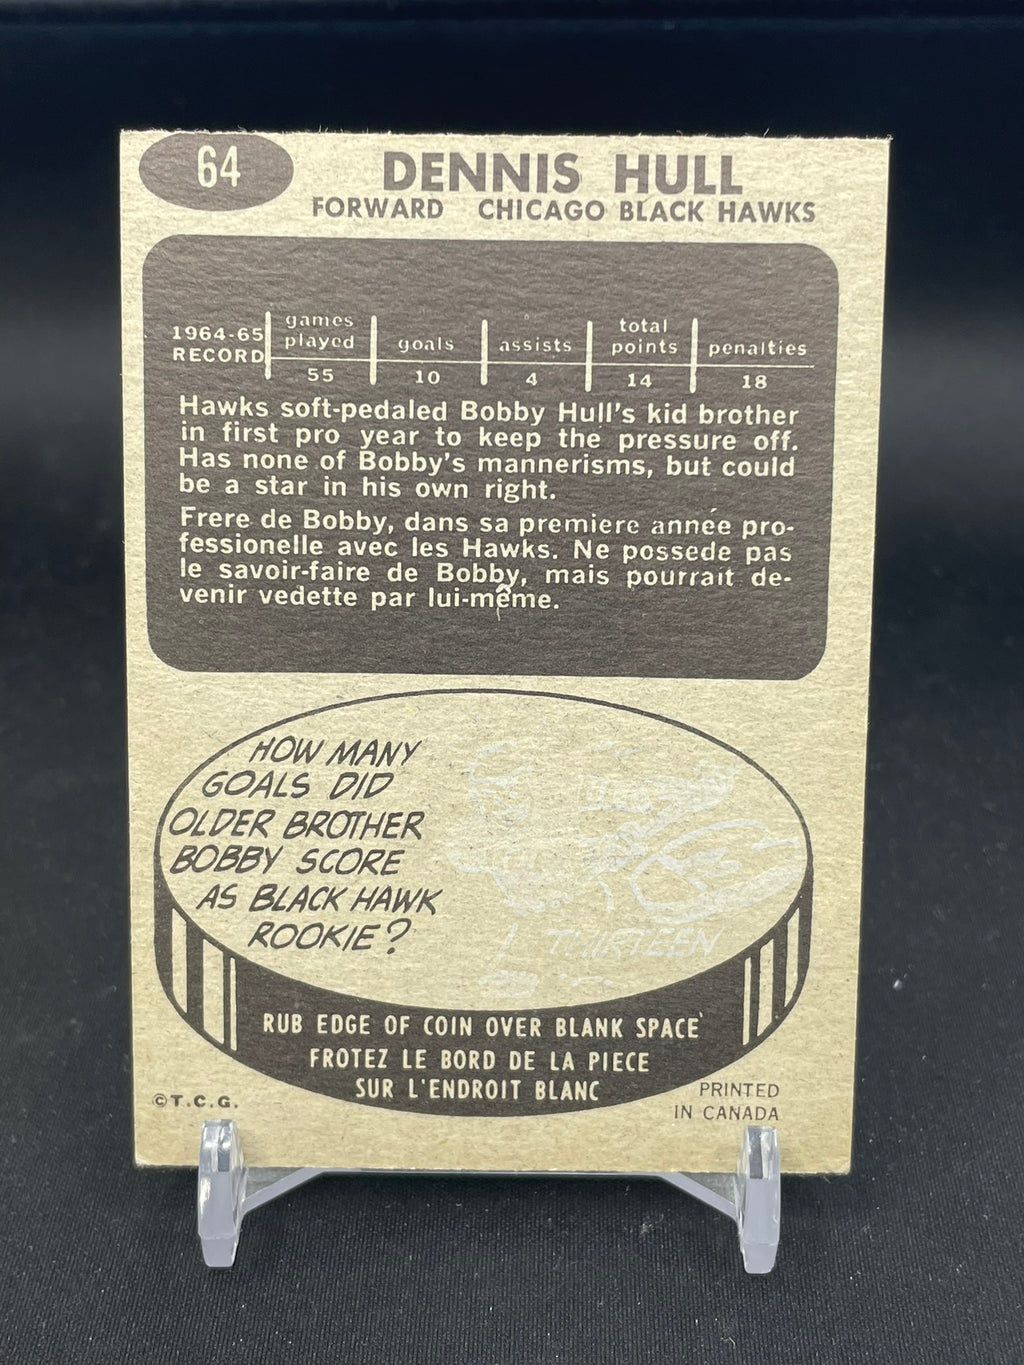 64
DENNIS HULL
FORWARD CHICAGO BLACK HAWKS
1964-65 RECORD
games played goals assists total points penalties
55 10 4 14 18
Hawks soft-pedaled Bobby Hull's kid brother
in first pro year to keep the pressure off.
Has none of Bobby's mannerisms, but could
be a star in his own right.
Frere de Bobby, dans sa premiere année pro-
fessionelle avec les Hawks. Ne possede pas
le savoir-faire de Bobby, mais pourrait de-
venir vedette par lui-même.
HOW MANY
GOALS DID
OLDER BROTHER
BOBBY SCORE
AS BLACK HAWK
ROOKIE?
THIRTEEN
RUB EDGE OF COIN OVER BLANK SPACE
FROTEZ LE BORD DE LA PIECE
SUR L'ENDROIT BLANC
©T.C.G.
PRINTED
IN CANADA